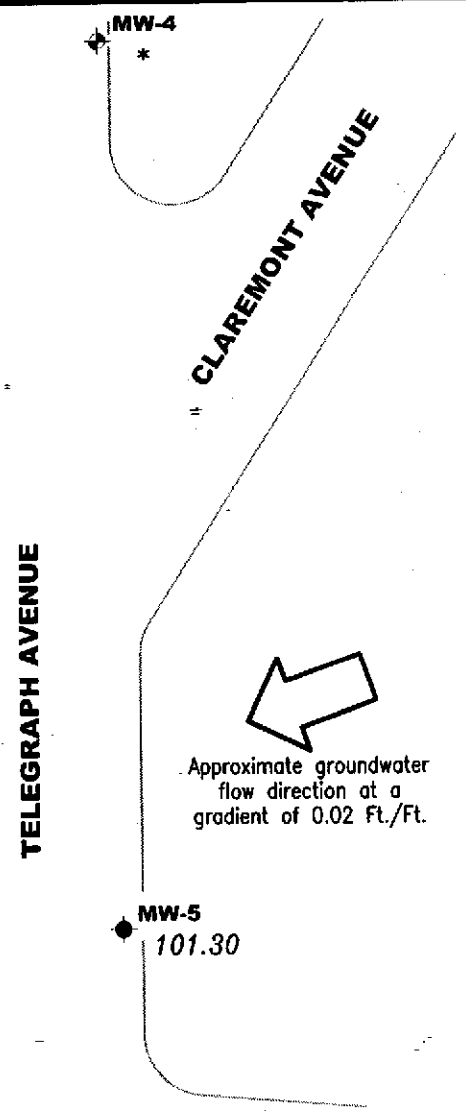 MW-4
*
CLAREMONT AVENUE
TELEGRAPH AVENUE
Approximate groundwater
flow direction at a
gradient of 0.02 Ft./Ft.
MW-5
101.30